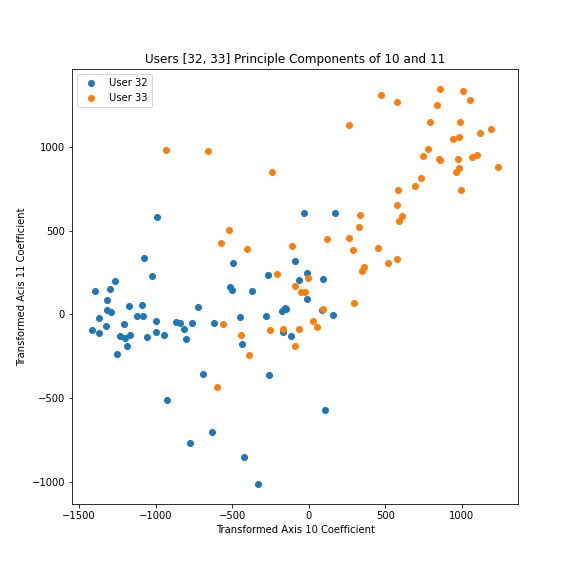 Users [32, 33] Principle Components of 10 and 11
User 32
User 33
Transformed Acis 11 Coefficient
1000
500
0
−500
−1000
−1500
−1000
−500
0
500
1000
Transformed Axis 10 Coefficient